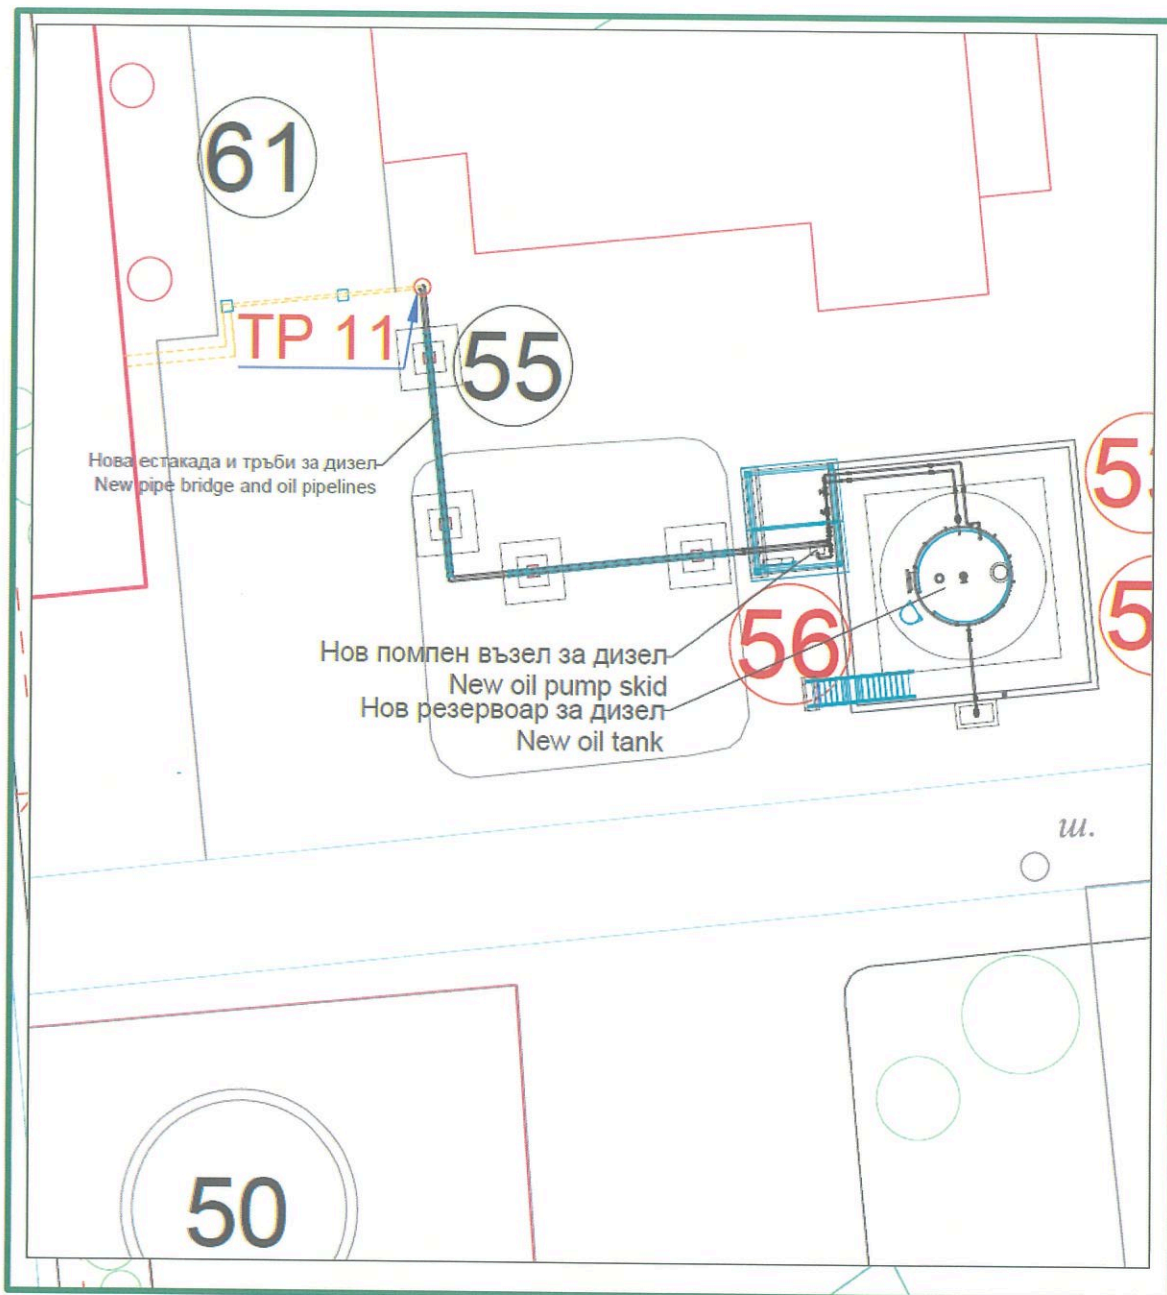 61
ТР 11
55
Нова естакада и тръби за дизел
New pipe bridge and oil pipelines
Нов помпен възел за дизел
New oil pump skid
Нов резервоар за дизел
New oil tank
56
ш.
50